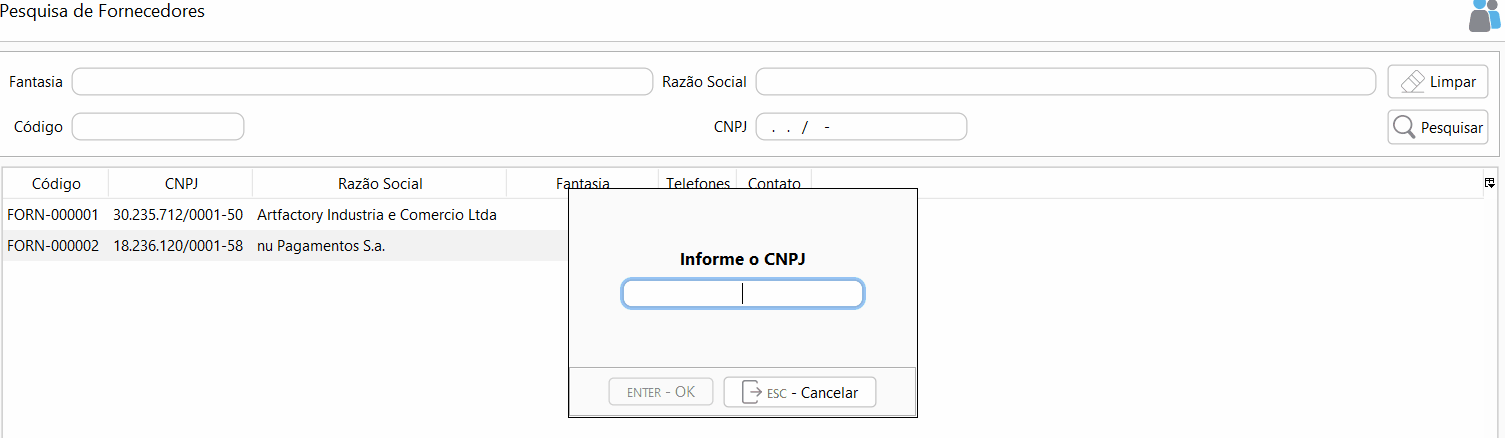 Pesquisa de Fornecedores
Fantasia Razão Social Limpar
Código CNPJ . . / - Pesquisar
Código CNPJ Razão Social Fantasia Telefones Contato
FORN-000001 30.235.712/0001-50 Artfactory Industria e Comercio Ltda
FORN-000002 18.236.120/0001-58 nu Pagamentos S.a.
Informe o CNPJ
ENTER - OK ESC - Cancelar